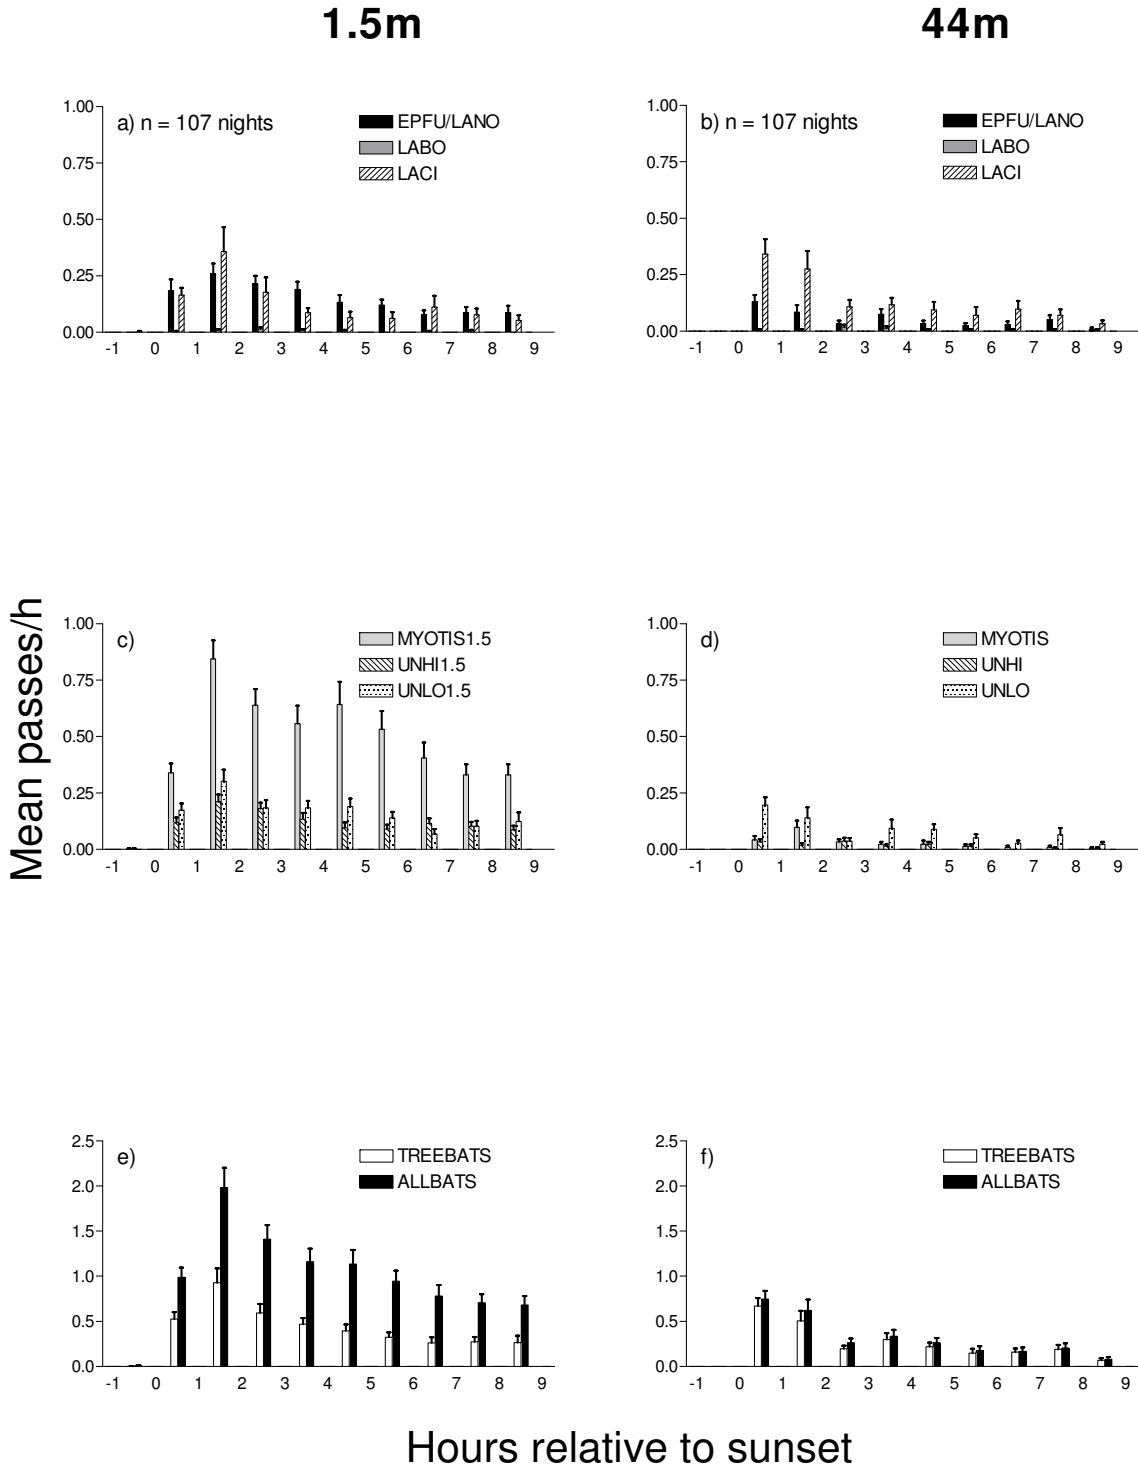 1.5m 44m
a) n = 107 nights
EPFU/LANO
LABO
LACI
1.00
0.75
0.50
0.25
0.00
-1 0 1 2 3 4 5 6 7 8 9
b) n = 107 nights
EPFU/LANO
LABO
LACI
1.00
0.75
0.50
0.25
0.00
-1 0 1 2 3 4 5 6 7 8 9
Mean passes/h
c)
MYOTIS1.5
UNHI1.5
UNLO1.5
1.00
0.75
0.50
0.25
0.00
-1 0 1 2 3 4 5 6 7 8 9
d)
MYOTIS
UNHI
UNLO
1.00
0.75
0.50
0.25
0.00
-1 0 1 2 3 4 5 6 7 8 9
e)
TREEBATS
ALLBATS
2.5
2.0
1.5
1.0
0.5
0.0
-1 0 1 2 3 4 5 6 7 8 9
f)
TREEBATS
ALLBATS
2.5
2.0
1.5
1.0
0.5
0.0
-1 0 1 2 3 4 5 6 7 8 9
Hours relative to sunset